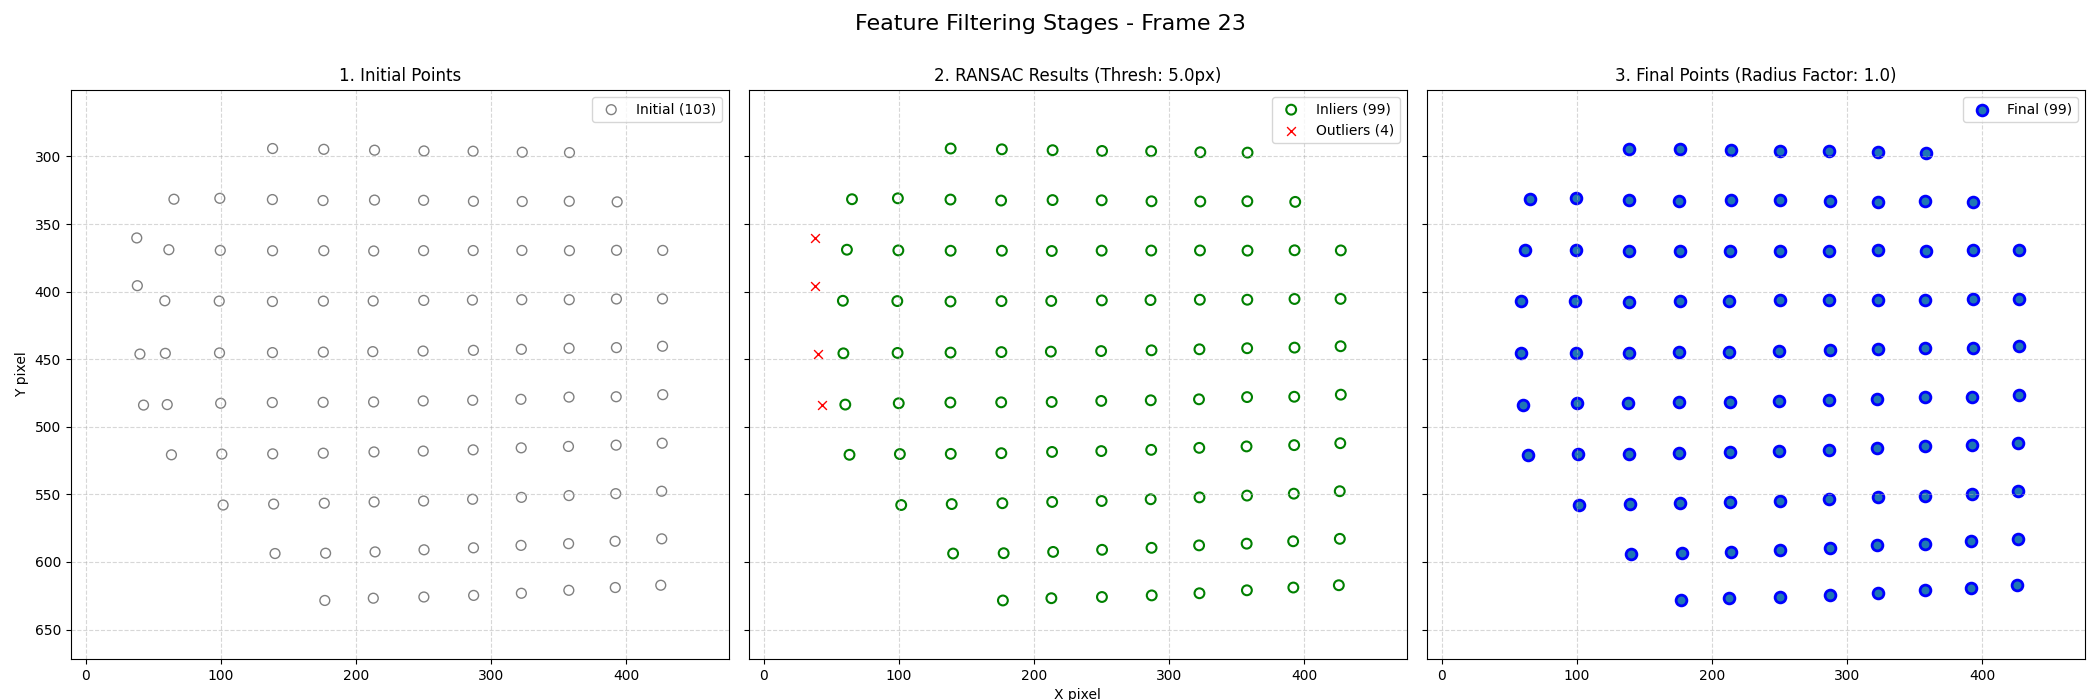 Feature Filtering Stages - Frame 23
1. Initial Points
Initial (103)
300
350
400
450
500
550
600
650
Y pixel
0
100
200
300
400
2. RANSAC Results (Thresh: 5.0px)
Inliers (99)
Outliers (4)
0
100
200
300
400
X pixel
3. Final Points (Radius Factor: 1.0)
Final (99)
0
100
200
300
400